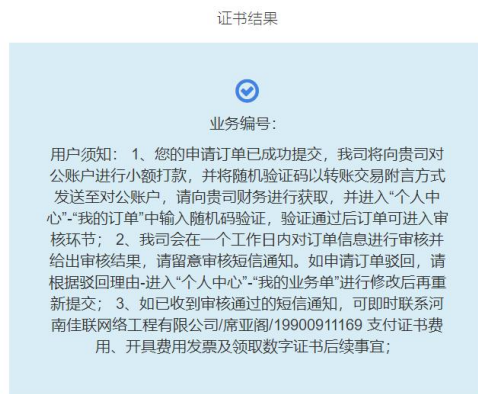 证书结果
业务编号：
用户须知： 1、您的申请订单已成功提交，我司将向贵司对
公账户进行小额打款，并将随机验证码以转账交易附言方式
发送至对公账户，请向贵司财务进行获取，并进入“个人中
心”-“我的订单”中输入随机码验证，验证通过后订单可进入审
核环节； 2、我司会在一个工作日内对订单信息进行审核并
给出审核结果，请留意审核短信通知。如申请订单驳回，请
根据驳回理由-进入“个人中心”-“我的业务单”进行修改后再重
新提交； 3、如已收到审核通过的短信通知，可即时联系河
南佳联网络工程有限公司/席亚阁/19900911169 支付证书费
用、开具费用发票及领取数字证书后续事宜；